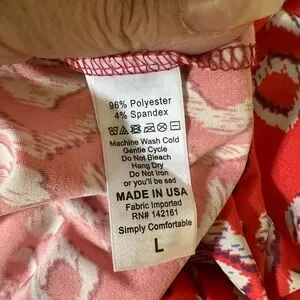 96% Polyester
4% Spandex
Machine Wash Cold
Gentle Cycle
Do Not Bleach
Hang Dry
Do Not Iron
or you'll be sad
MADE IN USA
Fabric Imported
RN# 142161
Simply Comfortable
L